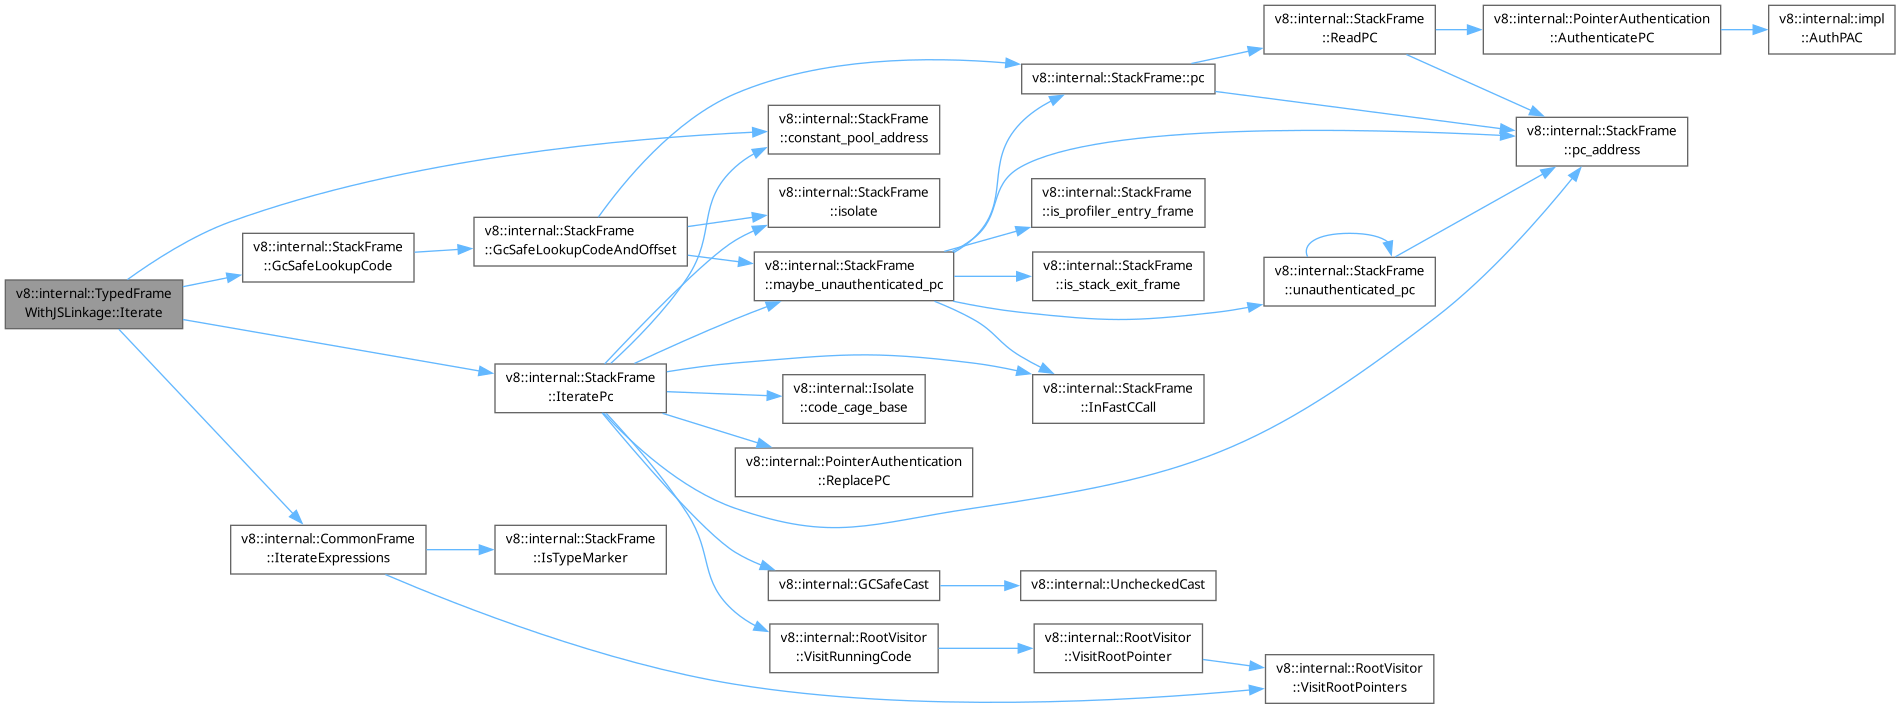 v8::internal::TypedFrame
WithJSLinkage::Iterate
v8::internal::StackFrame
::constant_pool_address
v8::internal::StackFrame
::GcSafeLookupCode
v8::internal::StackFrame
::GcSafeLookupCodeAndOffset
v8::internal::StackFrame
::isolate
v8::internal::StackFrame
::maybe_unauthenticated_pc
v8::internal::StackFrame::pc
v8::internal::StackFrame
::ReadPC
v8::internal::PointerAuthentication
::AuthenticatePC
v8::internal::impl
::AuthPAC
v8::internal::StackFrame
::pc_address
v8::internal::StackFrame
::is_profiler_entry_frame
v8::internal::StackFrame
::is_stack_exit_frame
v8::internal::StackFrame
::unauthenticated_pc
v8::internal::StackFrame
::InFastCCall
v8::internal::StackFrame
::IteratePc
v8::internal::Isolate
::code_cage_base
v8::internal::PointerAuthentication
::ReplacePC
v8::internal::CommonFrame
::IterateExpressions
v8::internal::StackFrame
::IsTypeMarker
v8::internal::GCSafeCast
v8::internal::UncheckedCast
v8::internal::RootVisitor
::VisitRunningCode
v8::internal::RootVisitor
::VisitRootPointer
v8::internal::RootVisitor
::VisitRootPointers